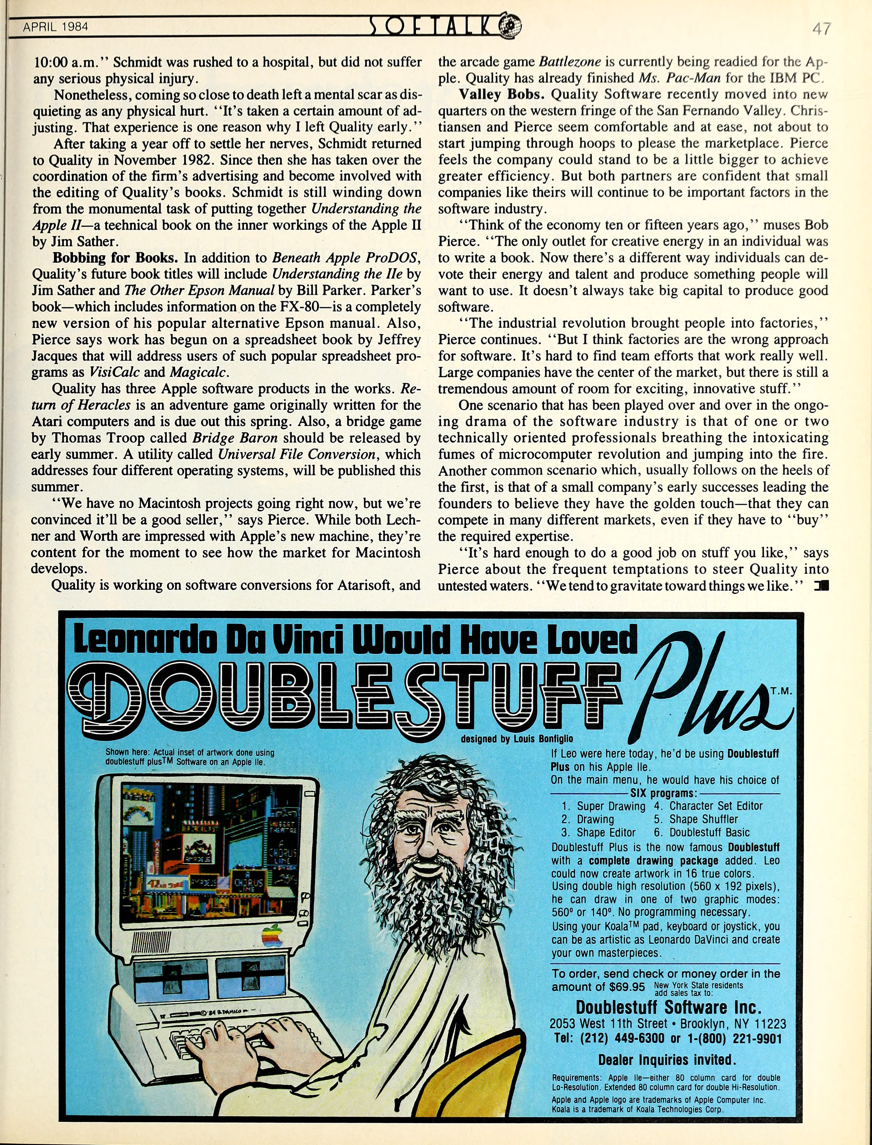 APRIL 1984
SOFTALK
47
10:00 a.m.'' Schmidt was rushed to a hospital, but did not suffer
any serious physical injury.
Nonetheless, coming so close to death left a mental scar as dis-
quieting as any physical hurt. ''It's taken a certain amount of ad-
justing. That experience is one reason why I left Quality early.''
After taking a year off to settle her nerves, Schmidt returned
to Quality in November 1982. Since then she has taken over the
coordination of the firm's advertising and become involved with
the editing of Quality's books. Schmidt is still winding down
from the monumental task of putting together Understanding the
Apple II—a technical book on the inner workings of the Apple II
by Jim Sather.
Bobbing for Books. In addition to Beneath Apple ProDOS,
Quality's future book titles will include Understanding the IIe by
Jim Sather and The Other Epson Manual by Bill Parker. Parker's
book—which includes information on the FX-80—is a completely
new version of his popular alternative Epson manual. Also,
Pierce says work has begun on a spreadsheet book by Jeffrey
Jacques that will address users of such popular spreadsheet pro-
grams as VisiCalc and Magicalc.
Quality has three Apple software products in the works. Re-
turn of Heracles is an adventure game originally written for the
Atari computers and is due out this spring. Also, a bridge game
by Thomas Troop called Bridge Baron should be released by
early summer. A utility called Universal File Conversion, which
addresses four different operating systems, will be published this
summer.
''We have no Macintosh projects going right now, but we're
convinced it'll be a good seller,'' says Pierce. While both Lech-
ner and Worth are impressed with Apple's new machine, they're
content for the moment to see how the market for Macintosh
develops.
Quality is working on software conversions for Atarisoft, and
the arcade game Battlezone is currently being readied for the Ap-
ple. Quality has already finished Ms. Pac-Man for the IBM PC.
Valley Bobs. Quality Software recently moved into new
quarters on the western fringe of the San Fernando Valley. Chris-
tiansen and Pierce seem comfortable and at ease, not about to
start jumping through hoops to please the marketplace. Pierce
feels the company could stand to be a little bigger to achieve
greater efficiency. But both partners are confident that small
companies like theirs will continue to be important factors in the
software industry.
''Think of the economy ten or fifteen years ago,'' muses Bob
Pierce. ''The only outlet for creative energy in an individual was
to write a book. Now there's a different way individuals can de-
vote their energy and talent and produce something people will
want to use. It doesn't always take big capital to produce good
software.
''The industrial revolution brought people into factories,''
Pierce continues. ''But I think factories are the wrong approach
for software. It's hard to find team efforts that work really well.
Large companies have the center of the market, but there is still a
tremendous amount of room for exciting, innovative stuff.''
One scenario that has been played over and over in the ongo-
ing drama of the software industry is that of one or two
technically oriented professionals breathing the intoxicating
fumes of microcomputer revolution and jumping into the fire.
Another common scenario which, usually follows on the heels of
the first, is that of a small company's early successes leading the
founders to believe they have the golden touch—that they can
compete in many different markets, even if they have to ''buy''
the required expertise.
''It's hard enough to do a good job on stuff you like,'' says
Pierce about the frequent temptations to steer Quality into
untested waters. ''We tend to gravitate toward things we like.''
Leonardo Da Vinci Would Have Loved
DOUBLESTUFF Plus T.M.
designed by Louis Bonfiglio
Shown here: Actual inset of artwork done using
doublestuff plus™ Software on an Apple IIe.
A CHORUS LINE
© '84 B. D'AMICO
If Leo were here today, he'd be using Doublestuff
Plus on his Apple IIe.
On the main menu, he would have his choice of
SIX programs:
1. Super Drawing 4. Character Set Editor
2. Drawing 5. Shape Shuffler
3. Shape Editor 6. Doublestuff Basic
Doublestuff Plus is the now famous Doublestuff
with a complete drawing package added. Leo
could now create artwork in 16 true colors.
Using double high resolution (560 x 192 pixels),
he can draw in one of two graphic modes:
560° or 140°. No programming necessary.
Using your Koala™ pad, keyboard or joystick, you
can be as artistic as Leonardo DaVinci and create
your own masterpieces.
To order, send check or money order in the
amount of $69.95 New York State residents
add sales tax to:
Doublestuff Software Inc.
2053 West 11th Street • Brooklyn, NY 11223
Tel: (212) 449-6300 or 1-(800) 221-9901
Dealer Inquiries invited.
Requirements: Apple IIe—either 80 column card for double
Lo-Resolution. Extended 80 column card for double Hi-Resolution.
Apple and Apple logo are trademarks of Apple Computer Inc.
Koala is a trademark of Koala Technologies Corp.